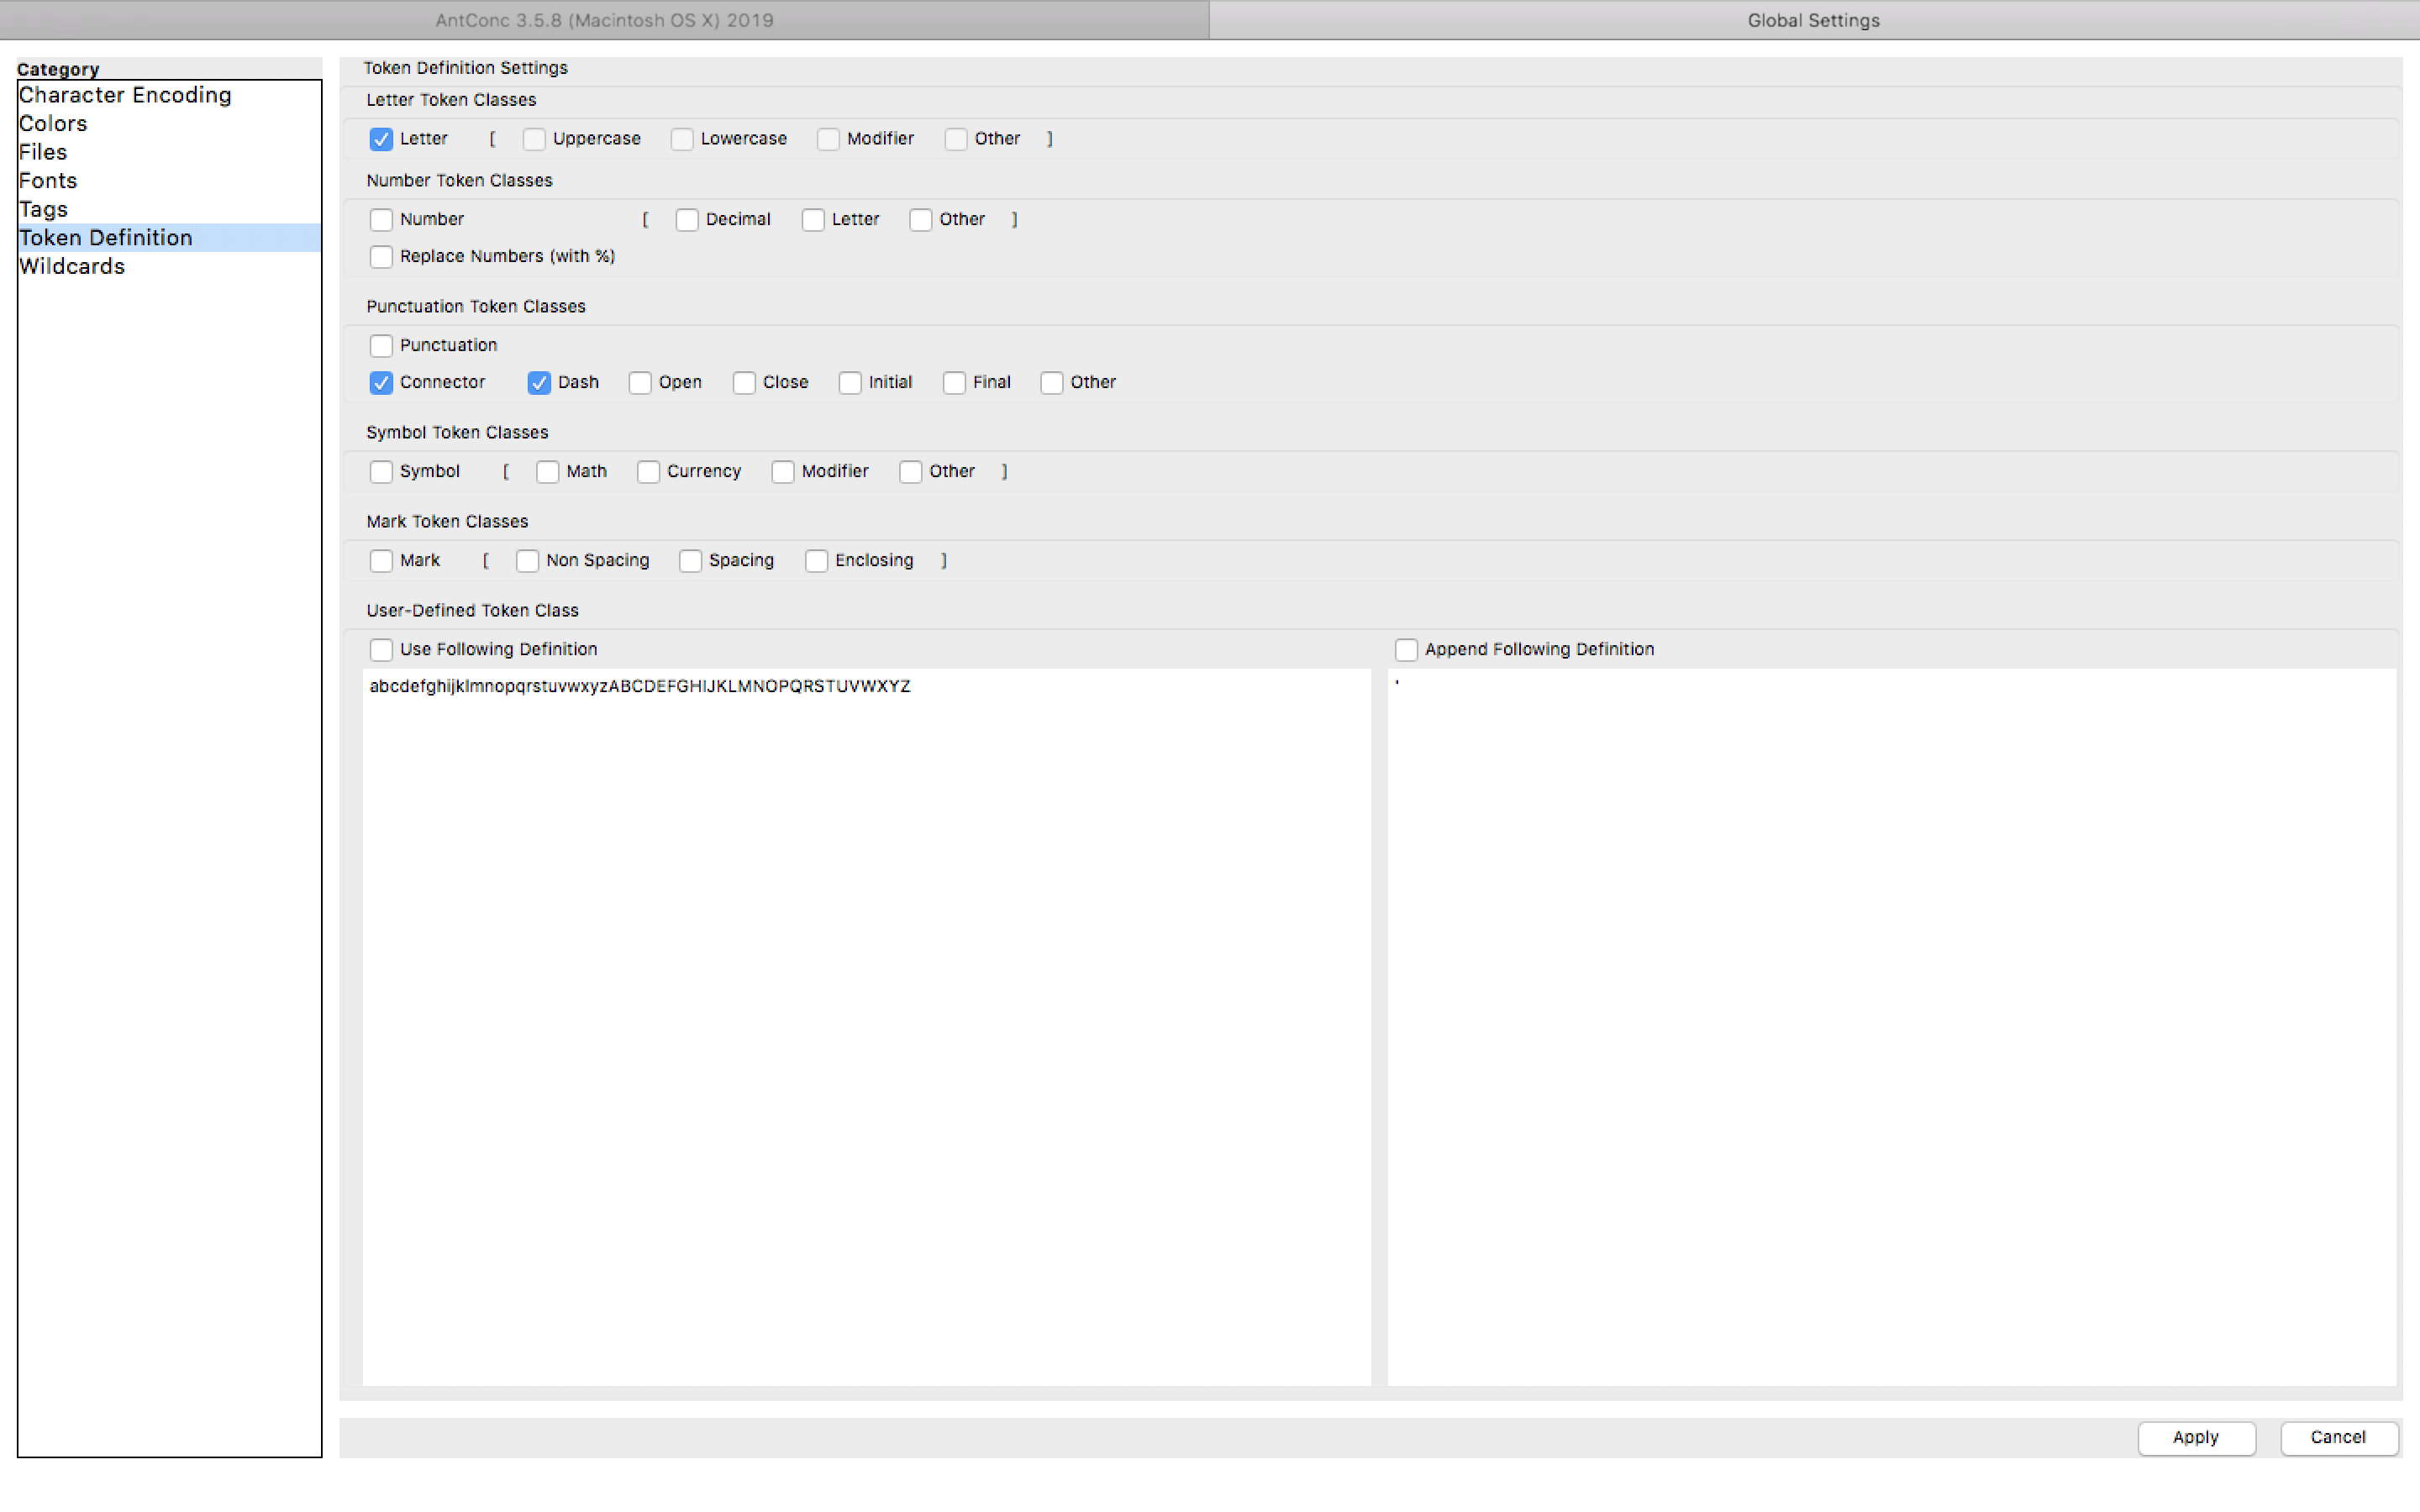 AntConc 3.5.8 (Macintosh OS X) 2019 Global Settings
Category
Character Encoding
Colors
Files
Fonts
Tags
Token Definition
Wildcards
Token Definition Settings
Letter Token Classes
Letter [ Uppercase Lowercase Modifier Other ]
Number Token Classes
Number [ Decimal Letter Other ]
Replace Numbers (with %)
Punctuation Token Classes
Punctuation
Connector Dash Open Close Initial Final Other
Symbol Token Classes
Symbol [ Math Currency Modifier Other ]
Mark Token Classes
Mark [ Non Spacing Spacing Enclosing ]
User-Defined Token Class
Use Following Definition Append Following Definition
abcdefghijklmnopqrstuvwxyzABCDEFGHIJKLMNOPQRSTUVWXYZ '
Apply Cancel